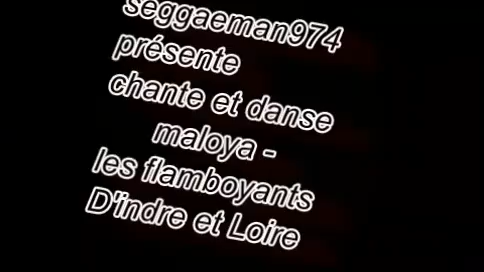 seggaeman974
présente
chante et danse
maloya -
les flamboyants
D'indre et Loire